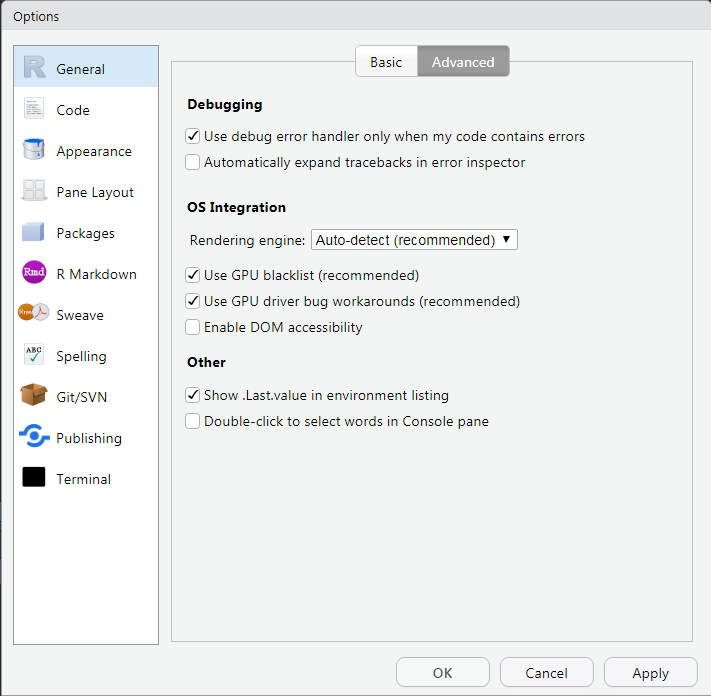 Options
General
Code
Appearance
Pane Layout
Packages
Rmd R Markdown
Sweave
ABC Spelling
Git/SVN
Publishing
Terminal
Basic Advanced
Debugging
Use debug error handler only when my code contains errors
Automatically expand tracebacks in error inspector
OS Integration
Rendering engine: Auto-detect (recommended)
Use GPU blacklist (recommended)
Use GPU driver bug workarounds (recommended)
Enable DOM accessibility
Other
Show .Last.value in environment listing
Double-click to select words in Console pane
OK Cancel Apply